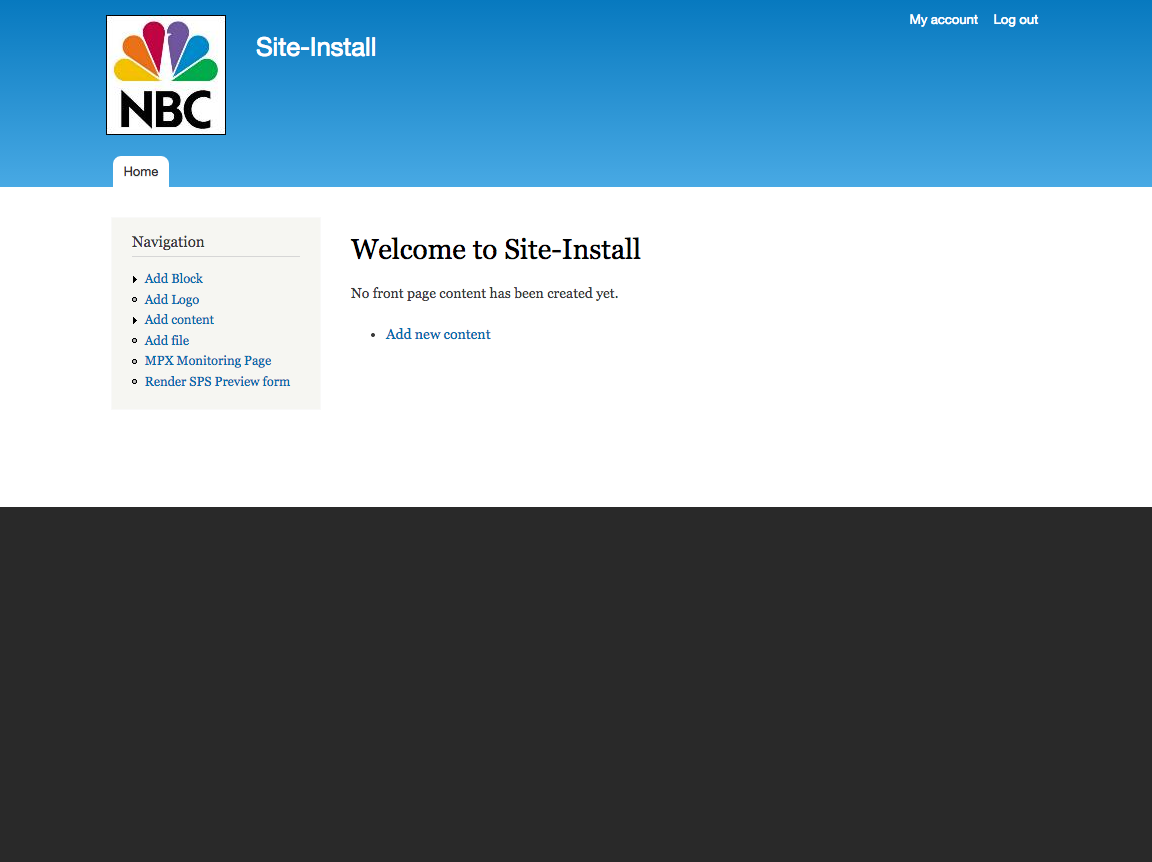 My account Log out
NBC
Site-Install
Home
Navigation
Add Block
Add Logo
Add content
Add file
MPX Monitoring Page
Render SPS Preview form
Welcome to Site-Install
No front page content has been created yet.
Add new content